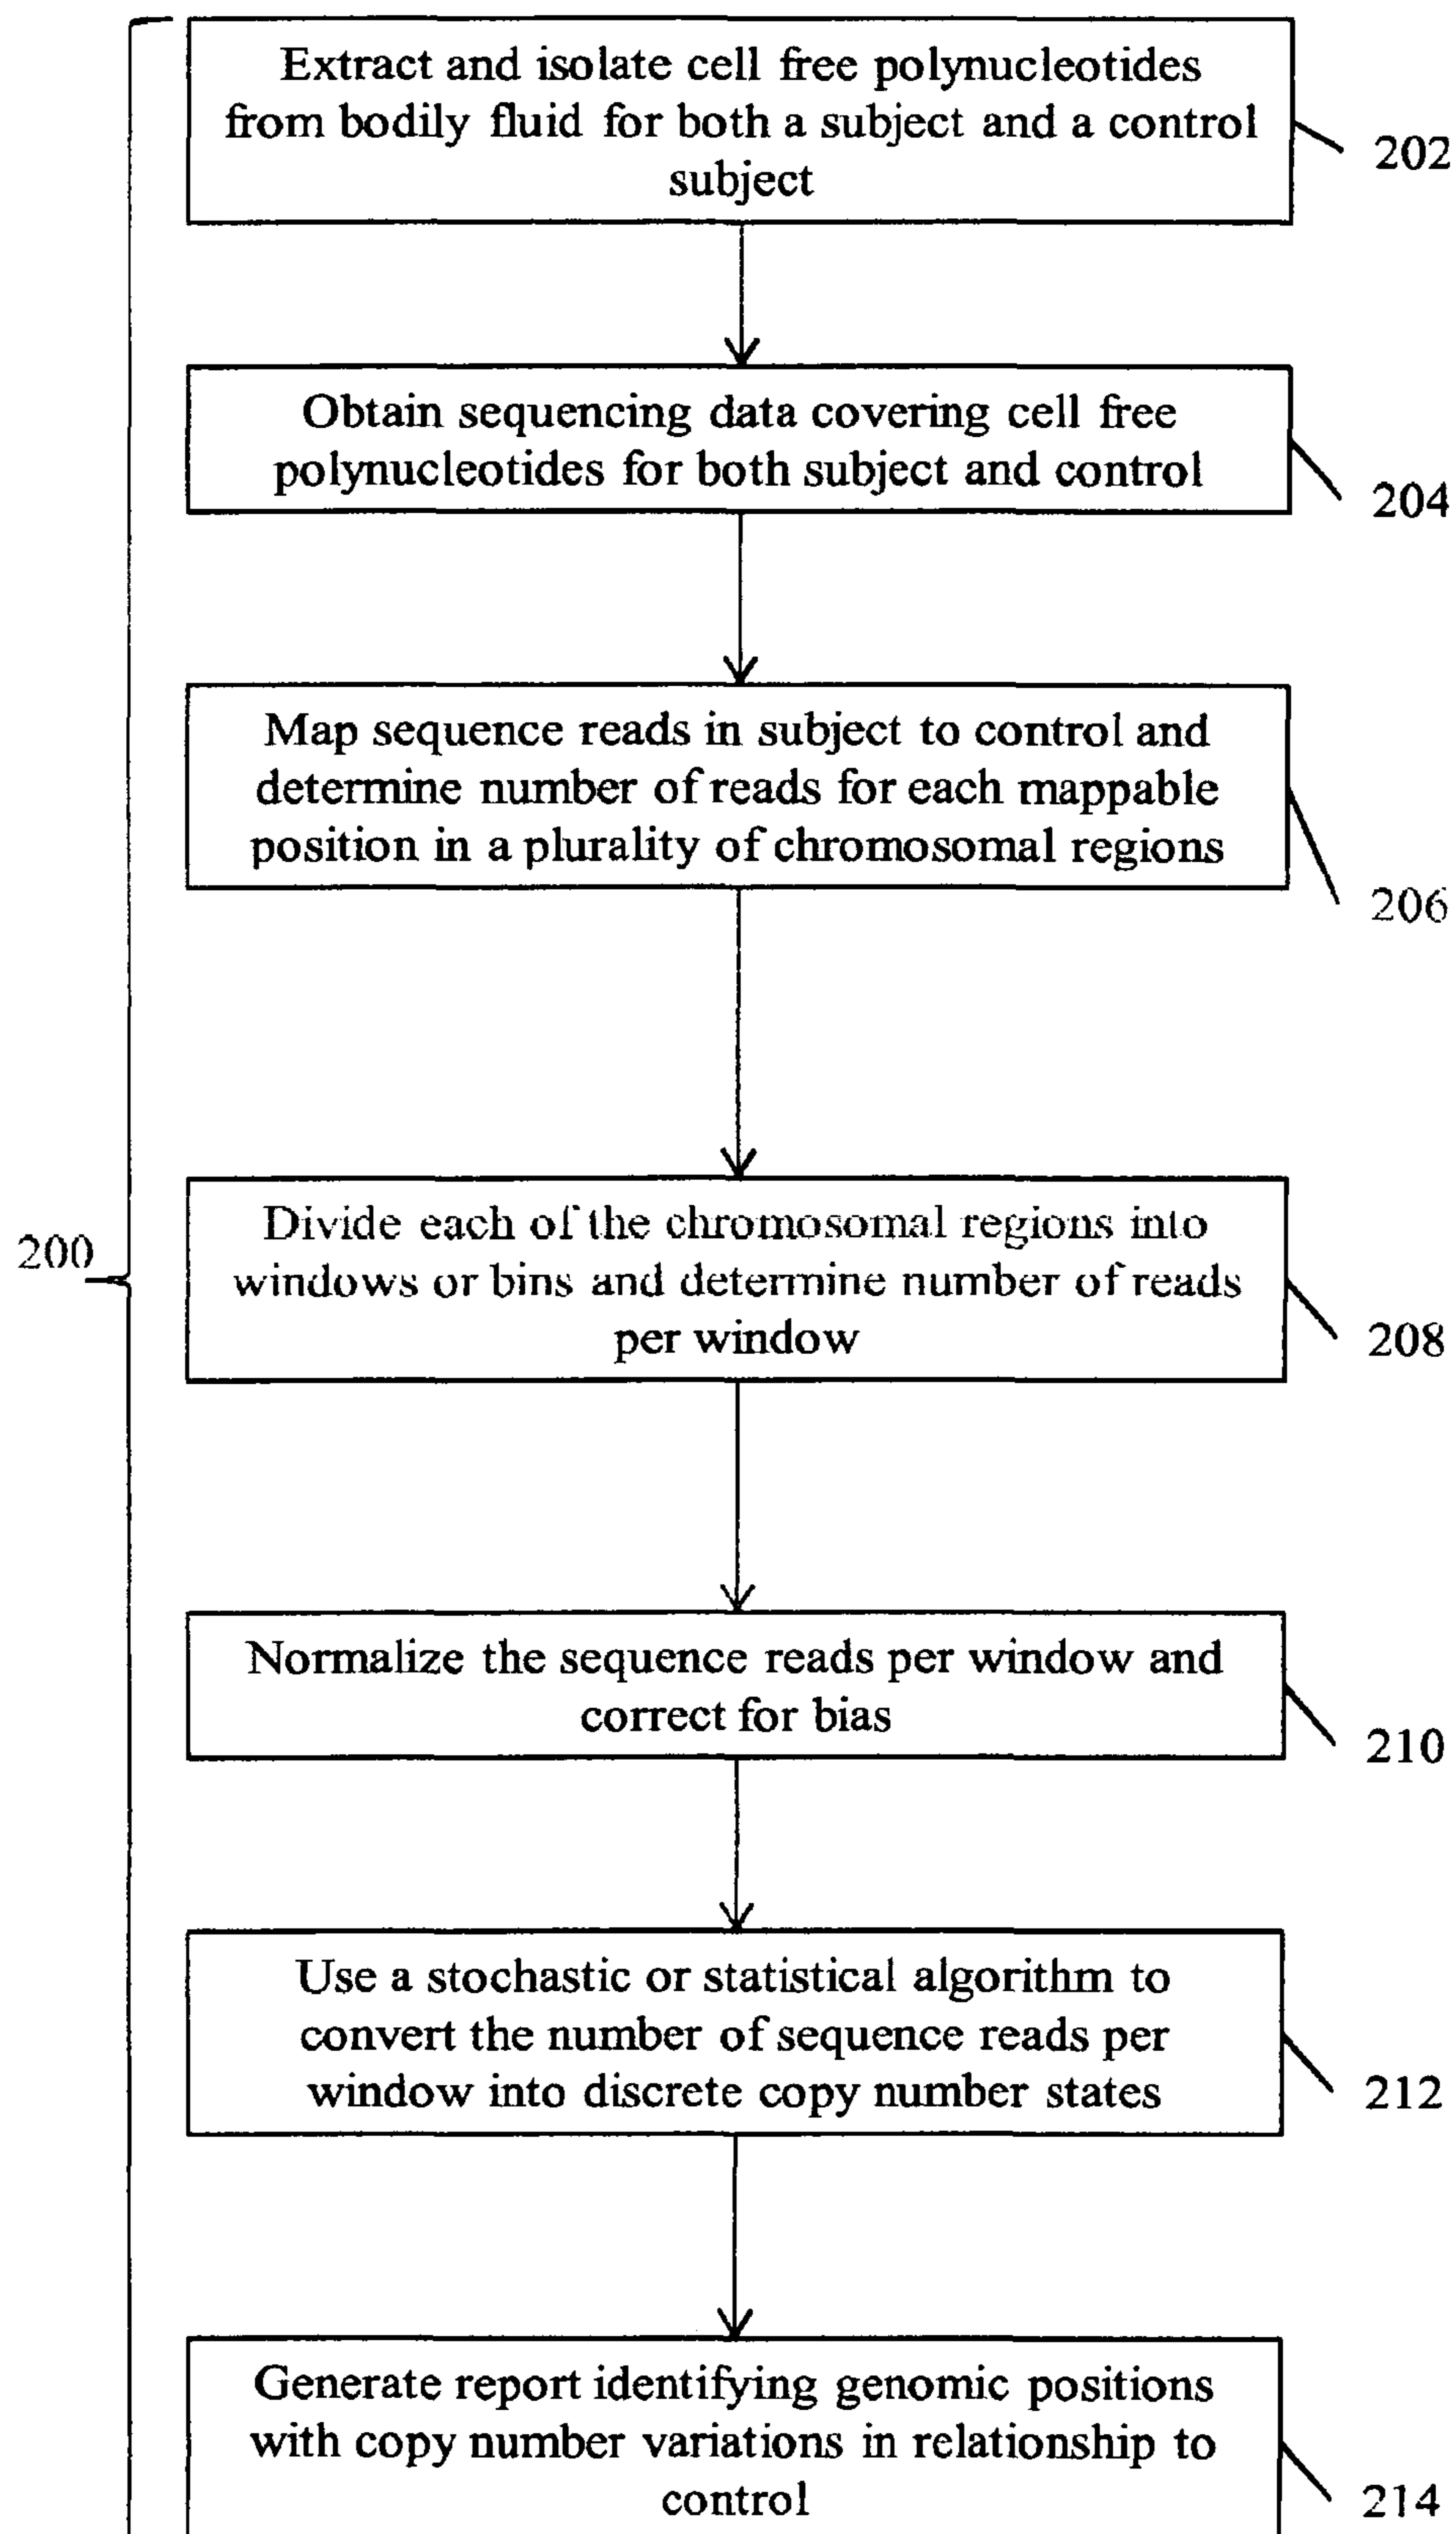 Extract and isolate cell free polynucleotides
from bodily fluid for both a subject and a control
subject
202
Obtain sequencing data covering cell free
polynucleotides for both subject and control
204
Map sequence reads in subject to control and
determine number of reads for each mappable
position in a plurality of chromosomal regions
206
200
Divide each of the chromosomal regions into
windows or bins and determine number of reads
per window
208
Normalize the sequence reads per window and
correct for bias
210
Use a stochastic or statistical algorithm to
convert the number of sequence reads per
window into discrete copy number states
212
Generate report identifying genomic positions
with copy number variations in relationship to
control
214